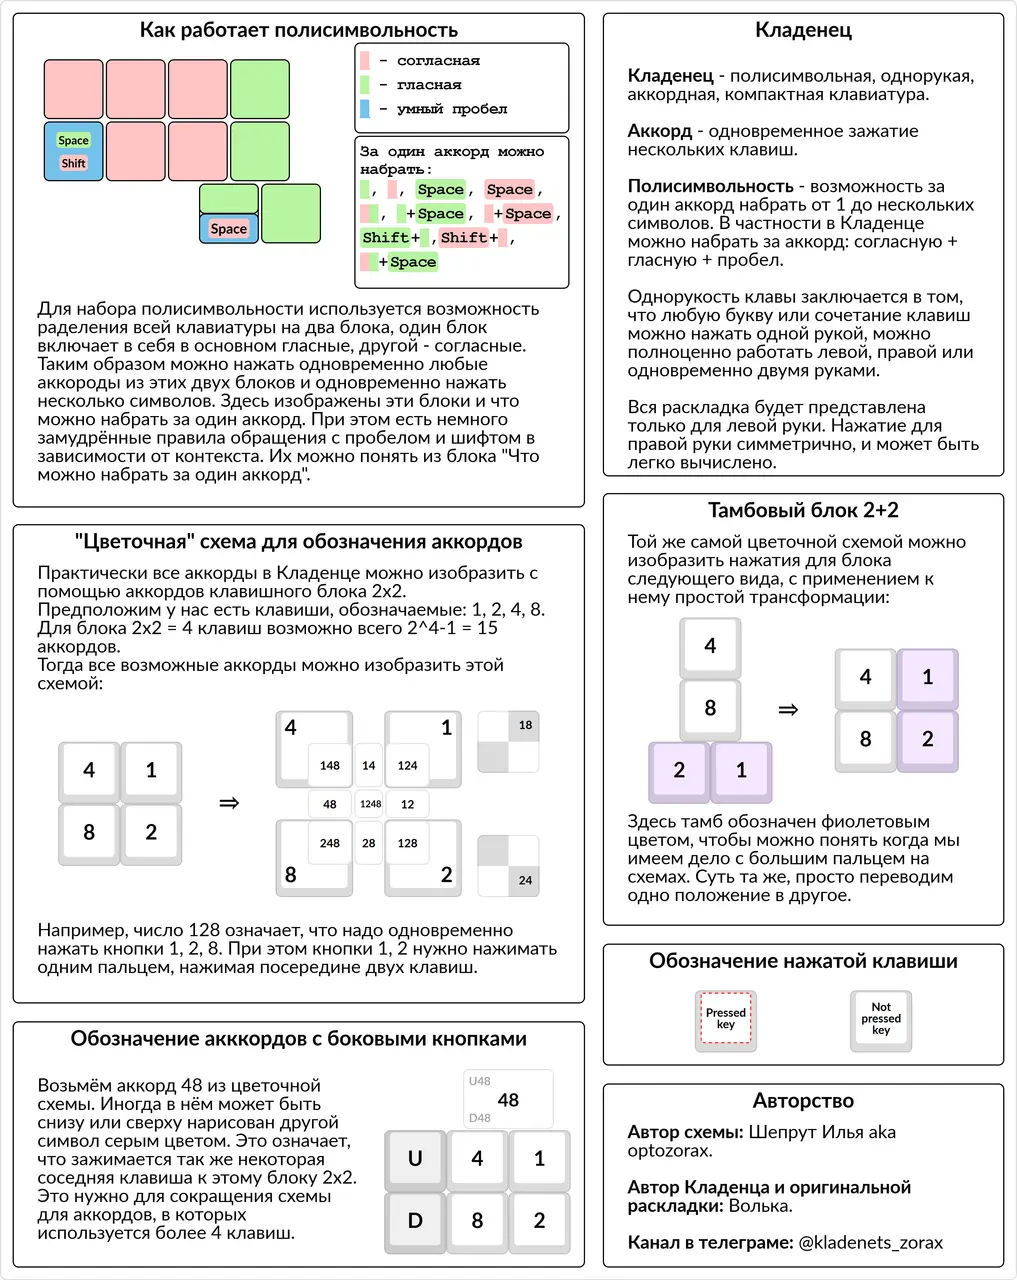 Как работает полисимвольность
Space
Shift
Space
- согласная
- гласная
- умный пробел
За один аккорд можно
набрать:
, , Space, Space,
, +Space, +Space,
Shift+ ,Shift+ ,
+Space
Для набора полисимвольности используется возможность
раделения всей клавиатуры на два блока, один блок
включает в себя в основном гласные, другой - согласные.
Таким образом можно нажать одновременно любые
аккороды из этих двух блоков и одновременно нажать
несколько символов. Здесь изображены эти блоки и что
можно набрать за один аккорд. При этом есть немного
замудрённые правила обращения с пробелом и шифтом в
зависимости от контекста. Их можно понять из блока "Что
можно набрать за один аккорд".
Кладенец
Кладенец - полисимвольная, однорукая,
аккордная, компактная клавиатура.
Аккорд - одновременное зажатие
нескольких клавиш.
Полисимвольность - возможность за
один аккорд набрать от 1 до нескольких
символов. В частности в Кладенце
можно набрать за аккорд: согласную +
гласную + пробел.
Однорукость клавы заключается в том,
что любую букву или сочетание клавиш
можно нажать одной рукой, можно
полноценно работать левой, правой или
одновременно двумя руками.
Вся раскладка будет представлена
только для левой руки. Нажатие для
правой руки симметрично, и может быть
легко вычислено.
"Цветочная" схема для обозначения аккордов
Практически все аккорды в Кладенце можно изобразить с
помощью аккордов клавишного блока 2x2.
Предположим у нас есть клавиши, обозначаемые: 1, 2, 4, 8.
Для блока 2x2 = 4 клавиш возможно всего 2^4-1 = 15
аккордов.
Тогда все возможные аккорды можно изобразить этой
схемой:
4 1
8 2
⇒
4 1
148 14 124
48 1248 12
248 28 128
8 2
18
24
Например, число 128 означает, что надо одновременно
нажать кнопки 1, 2, 8. При этом кнопки 1, 2 нужно нажимать
одним пальцем, нажимая посередине двух клавиш.
Тамбовый блок 2+2
Той же самой цветочной схемой можно
изобразить нажатия для блока
следующего вида, с применением к
нему простой трансформации:
4
8
2 1
⇒
4 1
8 2
Здесь тамб обозначен фиолетовым
цветом, чтобы можно понять когда мы
имеем дело с большим пальцем на
схемах. Суть та же, просто переводим
одно положение в другое.
Обозначение нажатой клавиши
Pressed
key
Not
pressed
key
Обозначение акккордов с боковыми кнопками
Возьмём аккорд 48 из цветочной
схемы. Иногда в нём может быть
снизу или сверху нарисован другой
символ серым цветом. Это означает,
что зажимается так же некоторая
соседняя клавиша к этому блоку 2x2.
Это нужно для сокращения схемы
для аккордов, в которых
используется более 4 клавиш.
U48
48
D48
U 4 1
D 8 2
Авторство
Автор схемы: Шепрут Илья aka
optozorax.
Автор Кладенца и оригинальной
раскладки: Волька.
Канал в телеграме: @kladenets_zorax